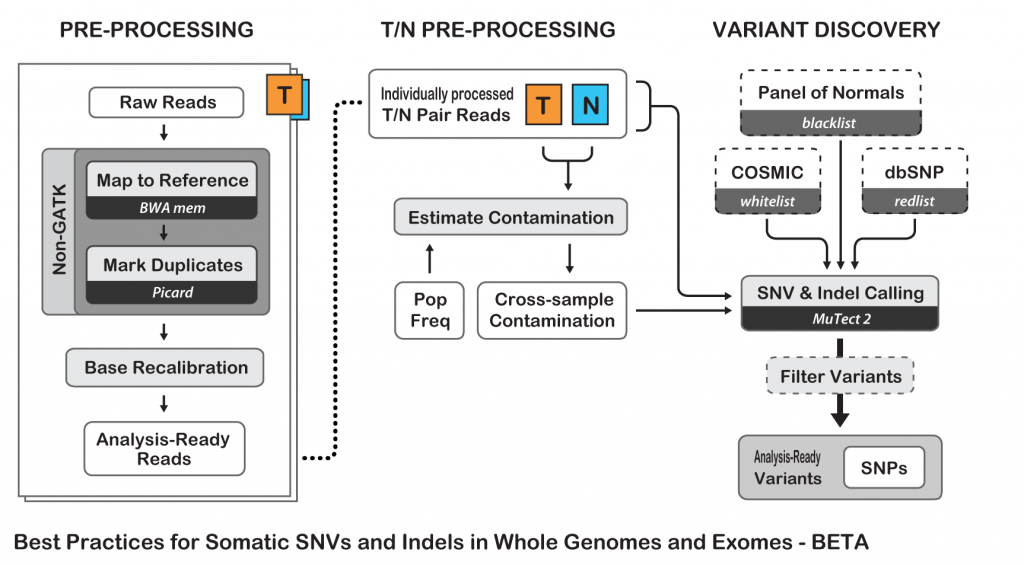 PRE-PROCESSING
T
Raw Reads
Non-GATK
Map to Reference
BWA mem
Mark Duplicates
Picard
Base Recalibration
Analysis-Ready
Reads
T/N PRE-PROCESSING
Individually processed
T/N Pair Reads
T
N
Estimate Contamination
Pop
Freq
Cross-sample
Contamination
VARIANT DISCOVERY
Panel of Normals
blacklist
COSMIC
whitelist
dbSNP
redlist
SNV & Indel Calling
MuTect 2
Filter Variants
Analysis-Ready
Variants
SNPs
Best Practices for Somatic SNVs and Indels in Whole Genomes and Exomes - BETA